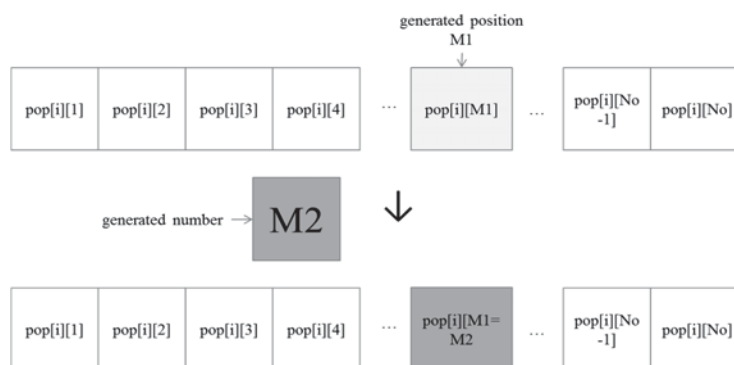 generated position
M1
pop[i][1] pop[i][2] pop[i][3] pop[i][4] ... pop[i][M1] ... pop[i][No
-1] pop[i][No]
generated number M2
pop[i][1] pop[i][2] pop[i][3] pop[i][4] ... pop[i][M1=
M2 ... pop[i][No
-1] pop[i][No]